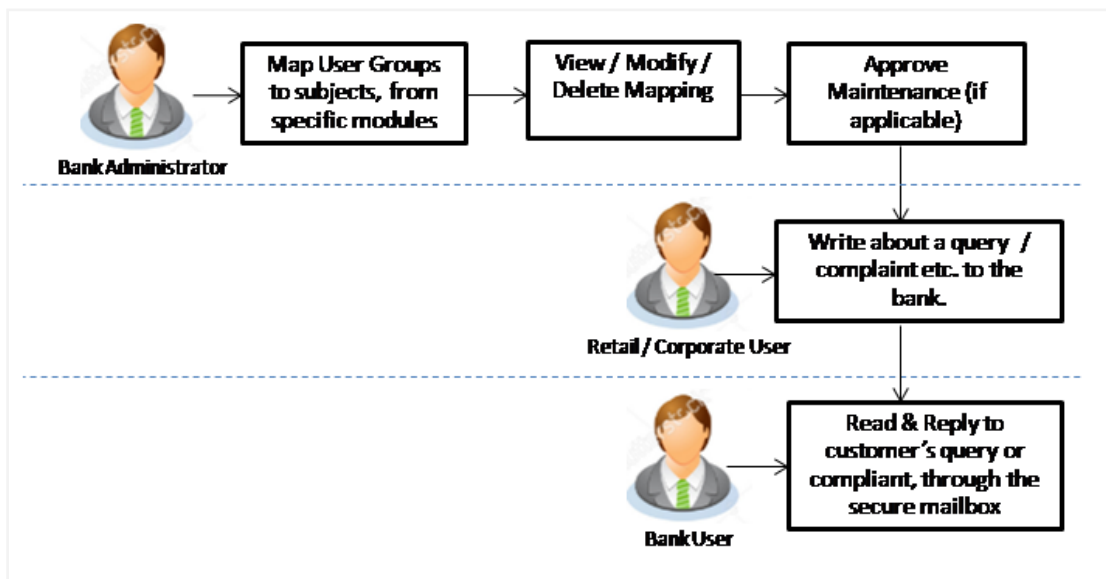 Map User Groups
to subjects, from
specific modules
View / Modify /
Delete Mapping
Approve
Maintenance (if
applicable)
Bank Administrator
Write about a query /
complaint etc. to the
bank.
Retail / Corporate User
Read & Reply to
customer's query or
compliant, through the
secure mailbox
Bank User